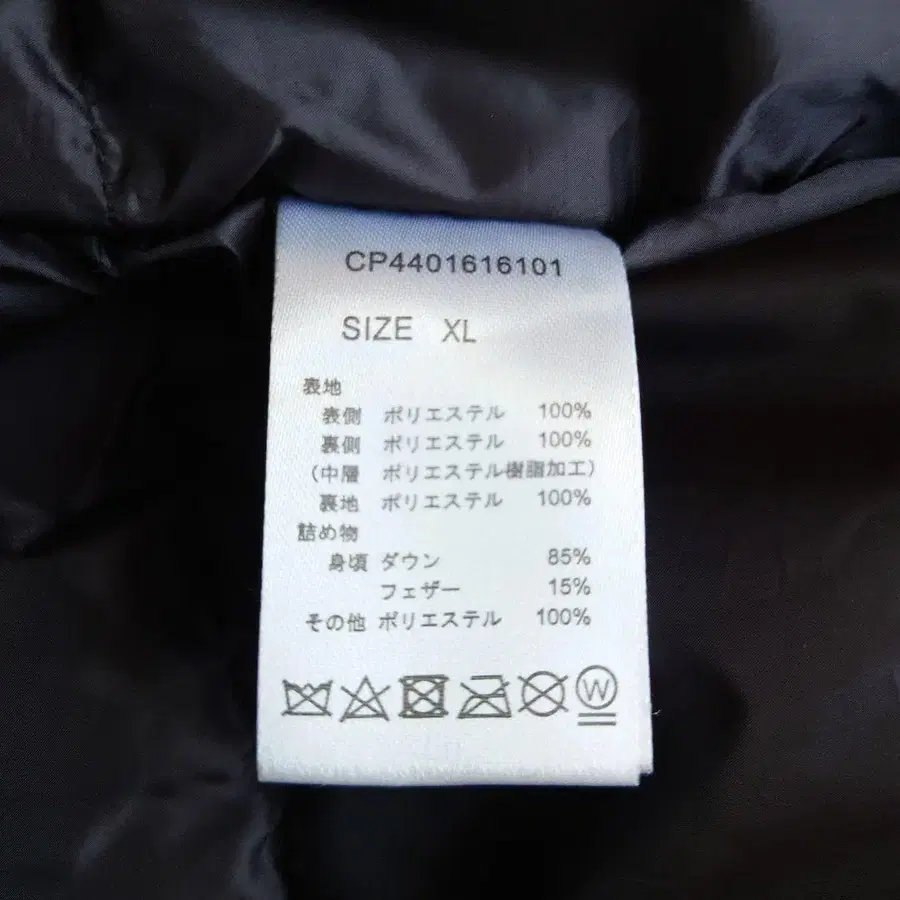 CP4401616101
SIZE XL
表地
表側 ポリエステル 100%
裏側 ポリエステル 100%
(中層 ポリエステル樹脂加工)
裏地 ポリエステル 100%
詰め物
身頃 ダウン 85%
フェザー 15%
その他 ポリエステル 100%
W